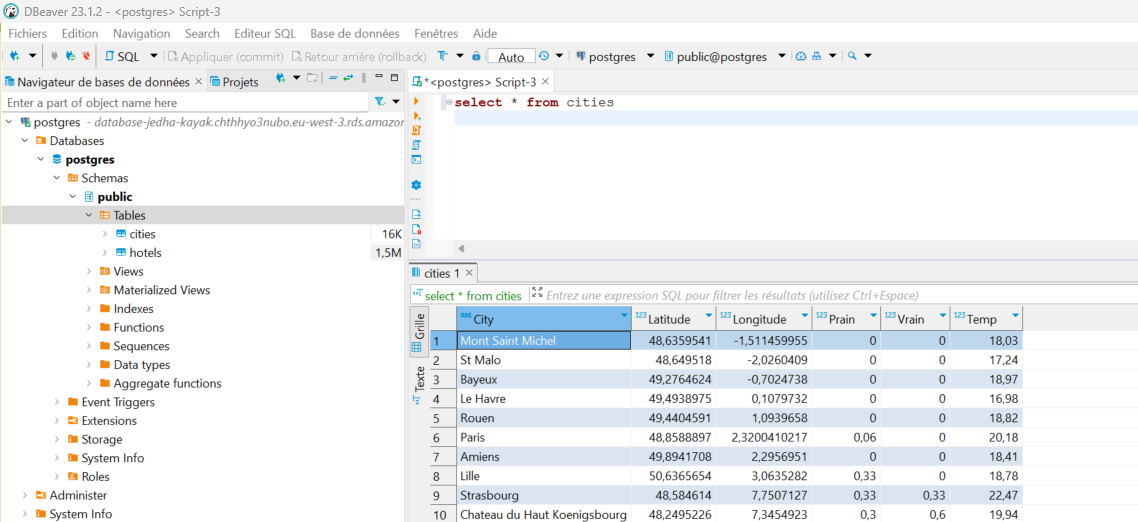 DBeaver 23.1.2 - <postgres> Script-3
Fichiers Edition Navigation Search Editeur SQL Base de données Fenêtres Aide
SQL Appliquer (commit) Retour arrière (rollback) Auto postgres public@postgres
Navigateur de bases de données Projets
*<postgres> Script-3
Enter a part of object name here
select * from cities
postgres - database-jedha-kayak.chthhyo3nubo.eu-west-3.rds.amazor
Databases
postgres
Schemas
public
Tables
cities 16K
hotels 1,5M
Views
Materialized Views
Indexes
Functions
Sequences
Data types
Aggregate functions
Event Triggers
Extensions
Storage
System Info
Roles
Administer
System Info
cities 1
select * from cities Entrez une expression SQL pour filtrer les résultats (utilisez Ctrl+Espace)
Grille
Texte
ABC City 123 Latitude 123 Longitude 123 Prain 123 Vrain 123 Temp
1 Mont Saint Michel 48,6359541 -1,511459955 0 0 18,03
2 St Malo 48,649518 -2,0260409 0 0 17,24
3 Bayeux 49,2764624 -0,7024738 0 0 18,97
4 Le Havre 49,4938975 0,1079732 0 0 16,98
5 Rouen 49,4404591 1,0939658 0 0 18,82
6 Paris 48,8588897 2,3200410217 0,06 0 20,18
7 Amiens 49,8941708 2,2956951 0 0 18,41
8 Lille 50,6365654 3,0635282 0,33 0 18,78
9 Strasbourg 48,584614 7,7507127 0,33 0,33 22,47
10 Chateau du Haut Koenigsbourg 48,2495226 7,3454923 0,3 0,6 19,94